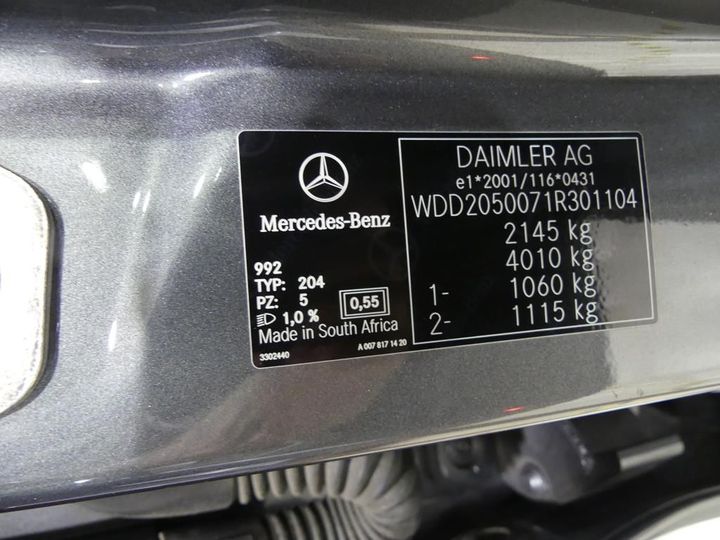 Mercedes-Benz
992
TYP: 204
PZ: 5
0,55
1,0 %
Made in South Africa
3302440
A 007 817 14 20
DAIMLER AG
e1*2001/116*0431
WDD2050071R301104
2145 kg
4010 kg
1- 1060 kg
2- 1115 kg